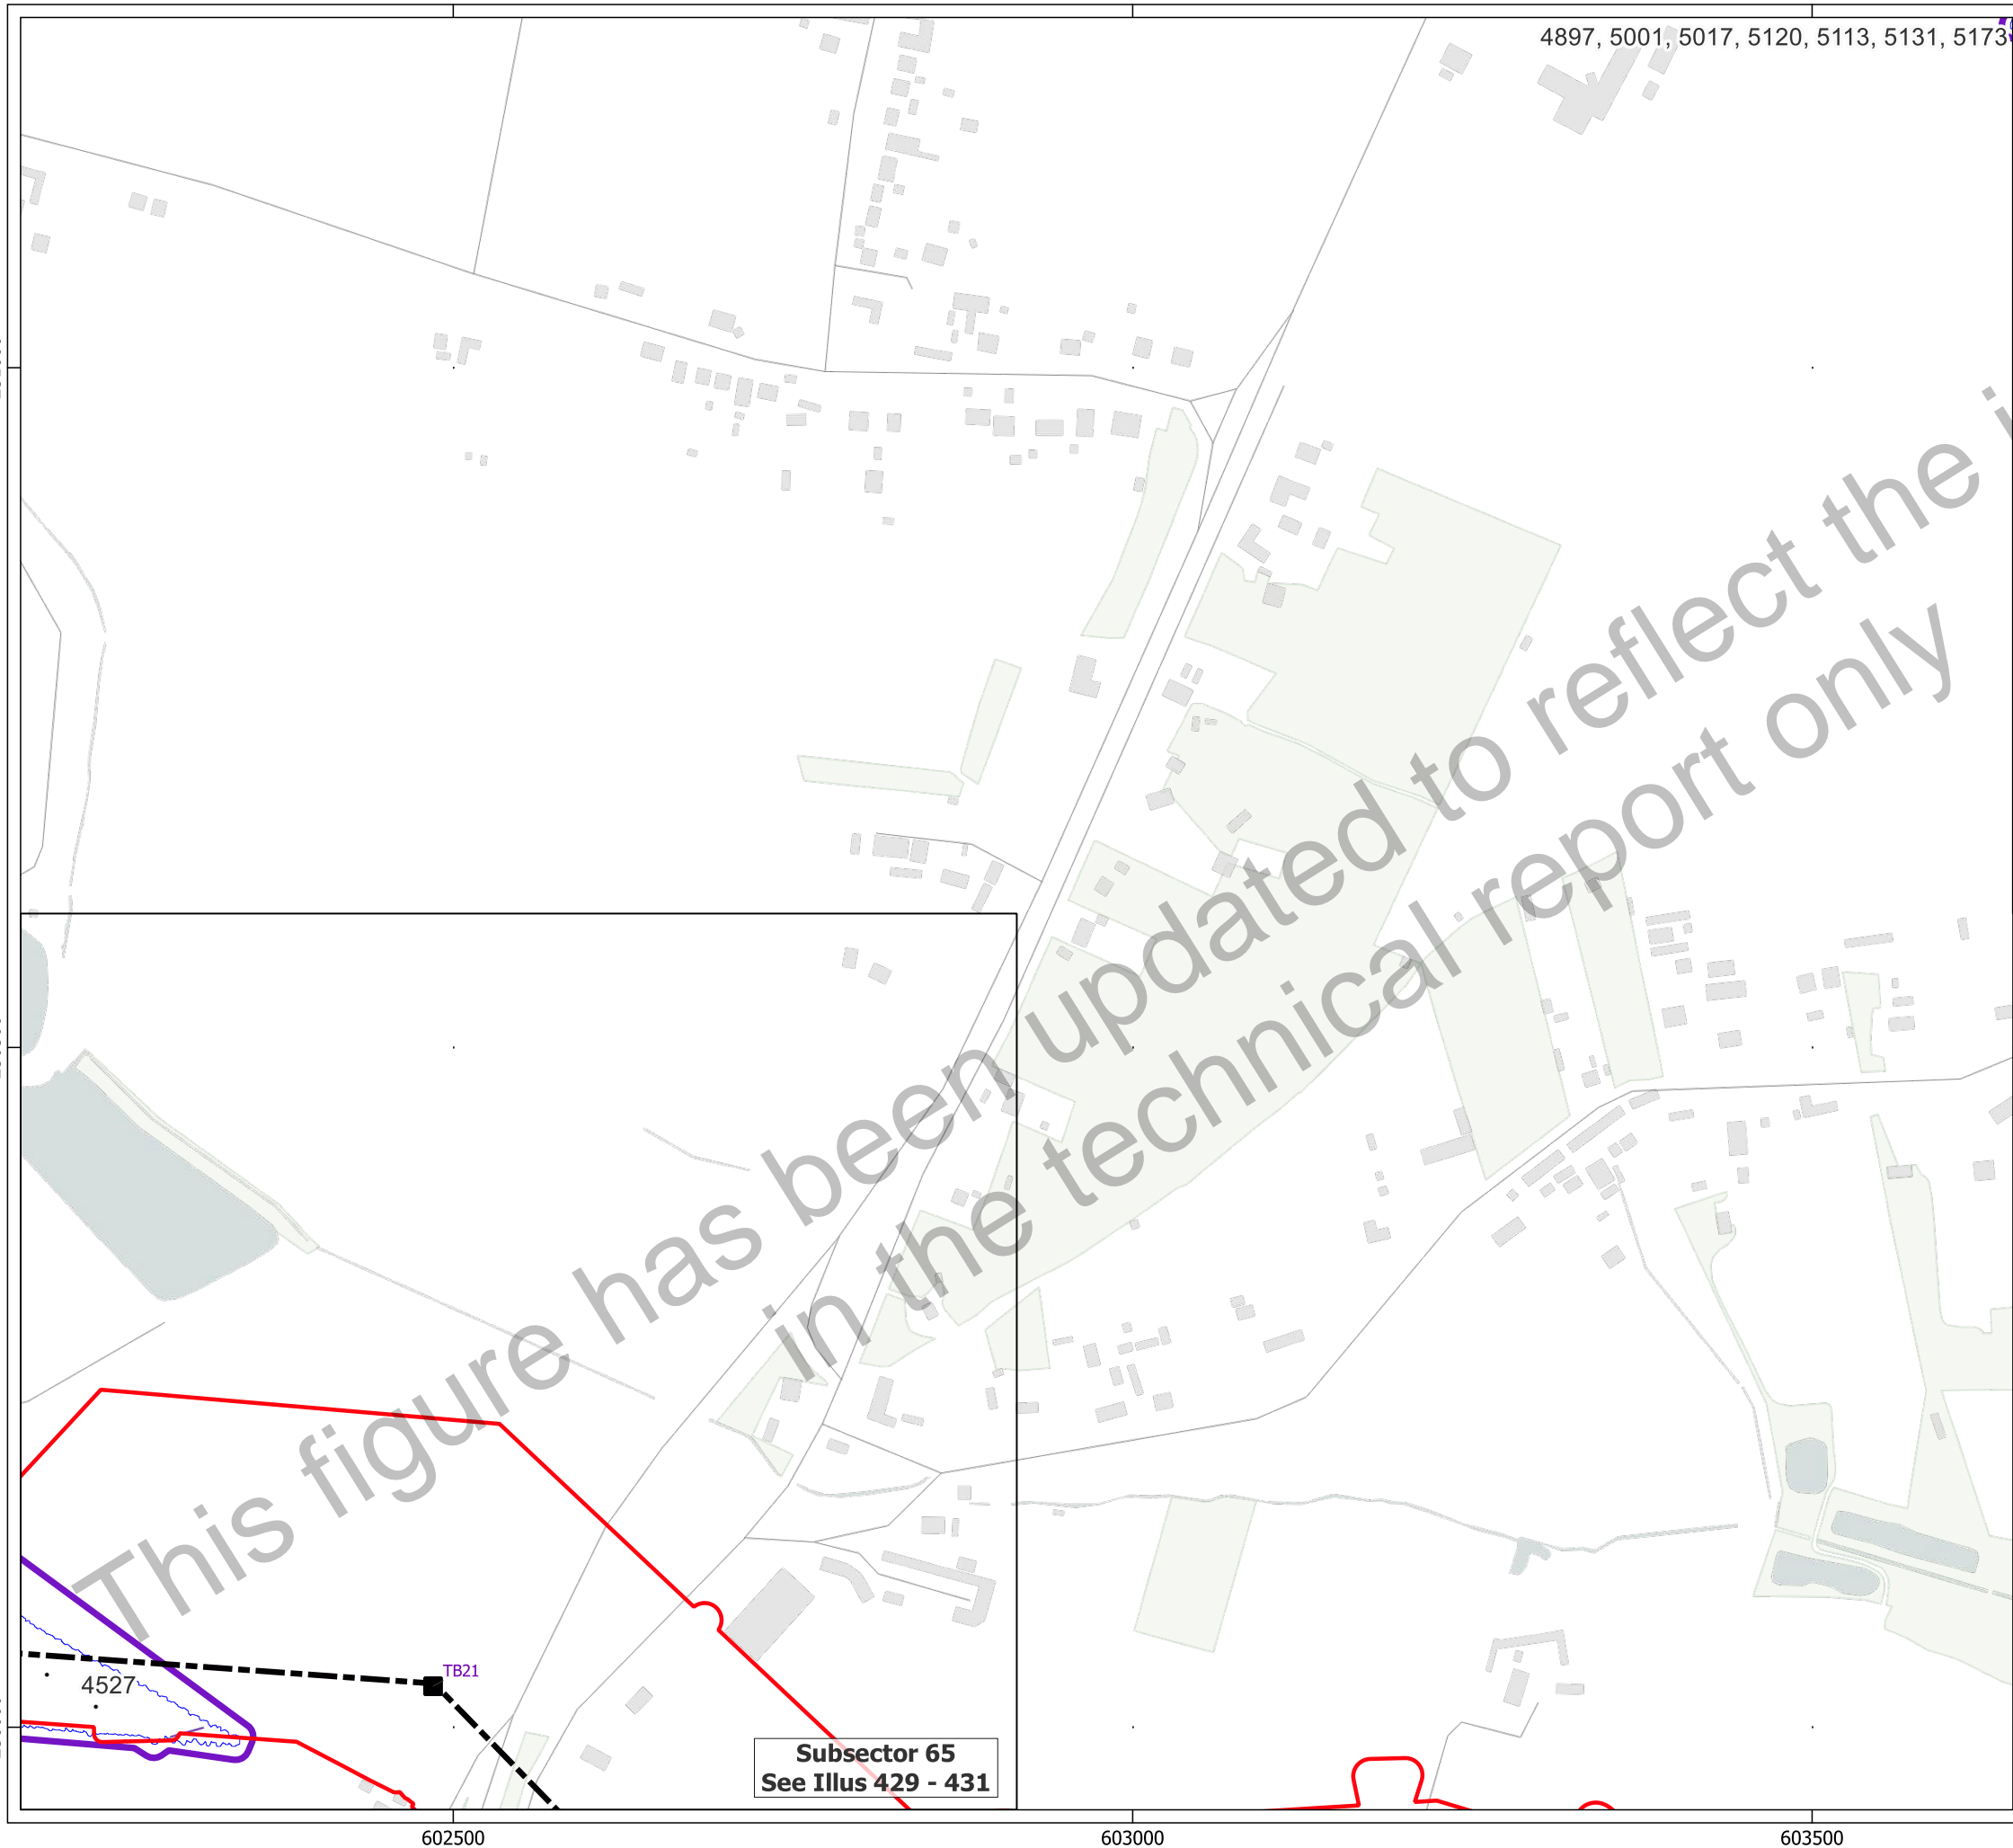 4897, 5001, 5017, 5120, 5113, 5131, 5173
This figure has been updated to reflect the
in the technical report only
TB21
4527
Subsector 65
See Illus 429 - 431
602500
603000
603500